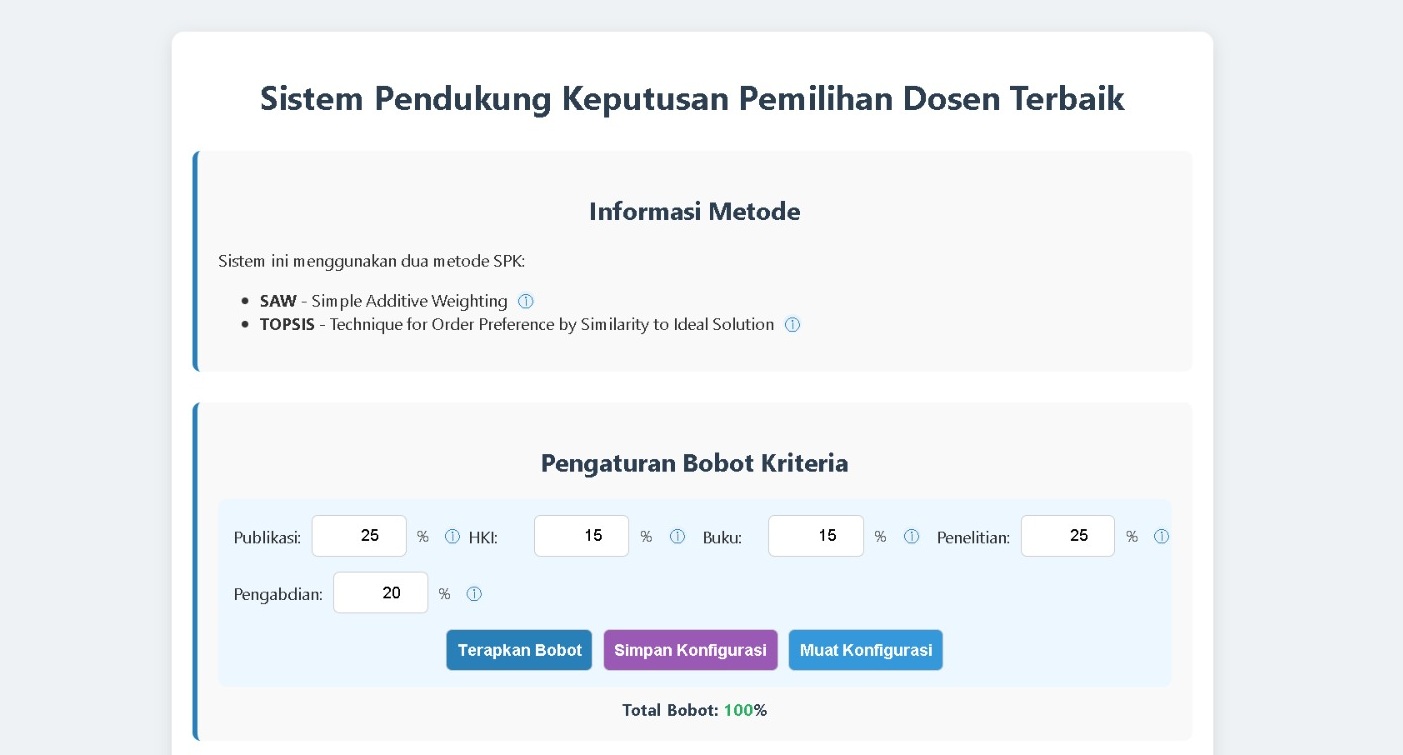 Sistem Pendukung Keputusan Pemilihan Dosen Terbaik
Informasi Metode
Sistem ini menggunakan dua metode SPK:
• SAW - Simple Additive Weighting ⓘ
• TOPSIS - Technique for Order Preference by Similarity to Ideal Solution ⓘ
Pengaturan Bobot Kriteria
Publikasi: 25 % ⓘ HKI: 15 % ⓘ Buku: 15 % ⓘ Penelitian: 25 % ⓘ
Pengabdian: 20 % ⓘ
Terapkan Bobot Simpan Konfigurasi Muat Konfigurasi
Total Bobot: 100%